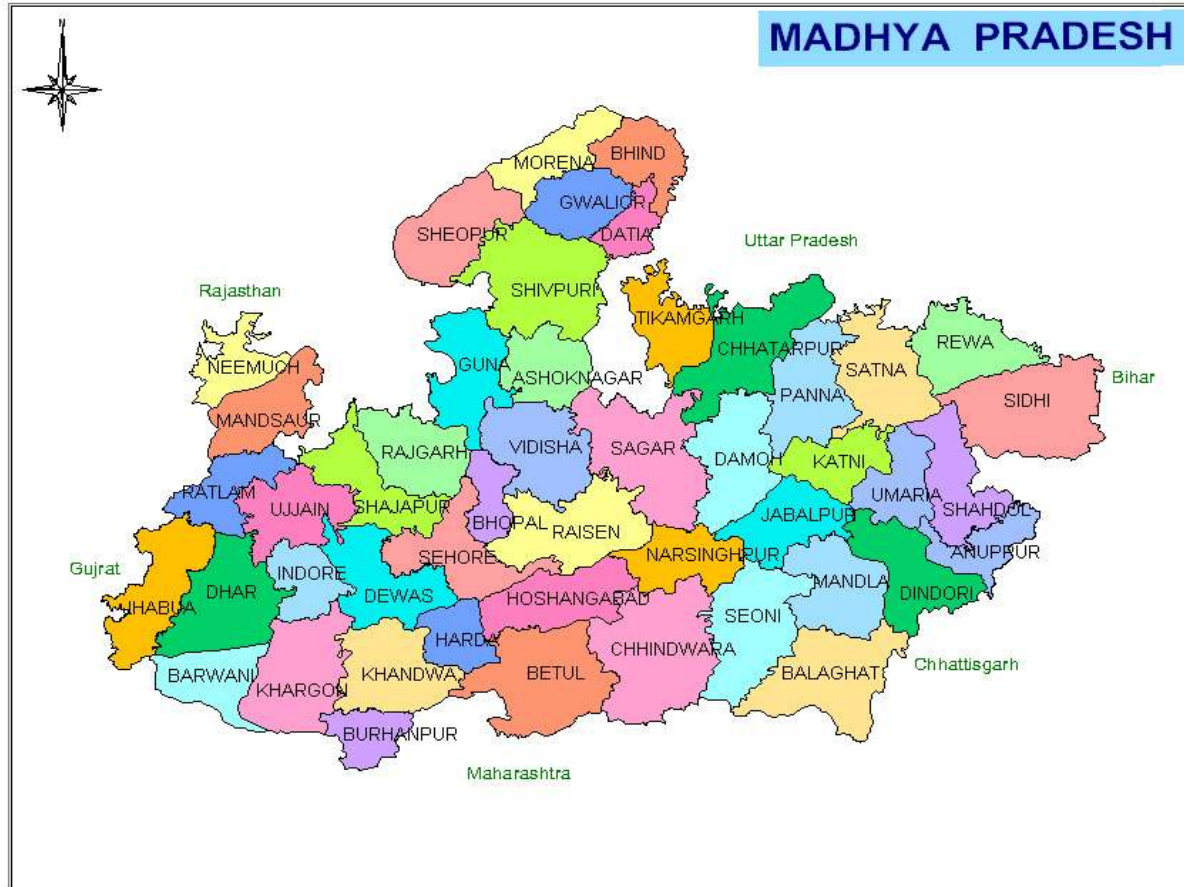 MADHYA PRADESH
MORENA
BHIND
GWALIOR
SHEOPUR
DATIA
Uttar Pradesh
Rajasthan
SHIVPURI
TIKAMGARH
NEEMUCH
GUNA
CHHATARPUR
REWA
ASHOKNAGAR
SATNA
Bihar
PANNA
SIDHI
MANDSAUR
RAJGARH
VIDISHA
SAGAR
DAMOH
KATNI
RATLAM
UMARIA
UJJAIN
SHAJAPUR
SHAHDOL
BHOPAL
JABALPUR
RAISEN
SEHORE
NARSINGHPUR
ANUPPUR
Gujrat
INDORE
MANDLA
DHAR
DEWAS
HOSHANGABAD
DINDORI
JHABUA
SEONI
HARDA
CHHINDWARA
Chhattisgarh
BARWANI
KHANDWA
BETUL
BALAGHAT
KHARGON
BURHANPUR
Maharashtra